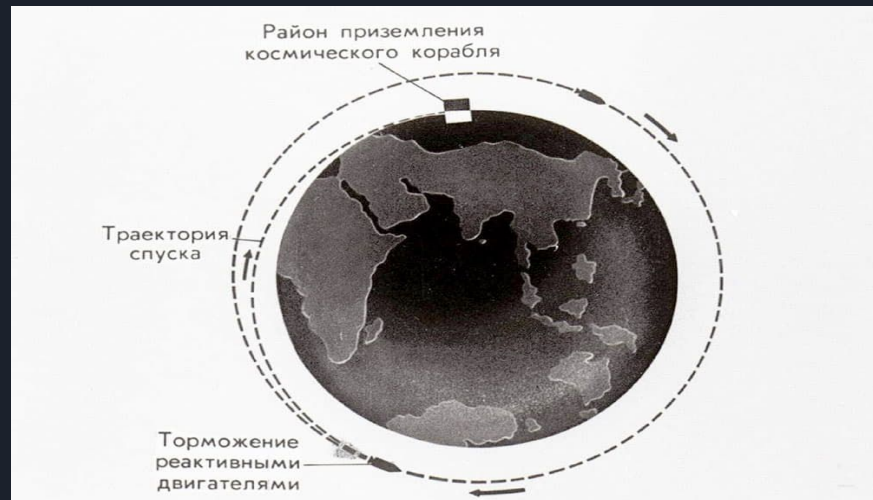 Район приземления
космического корабля
Траектория
спуска
Торможение
реактивными
двигателями